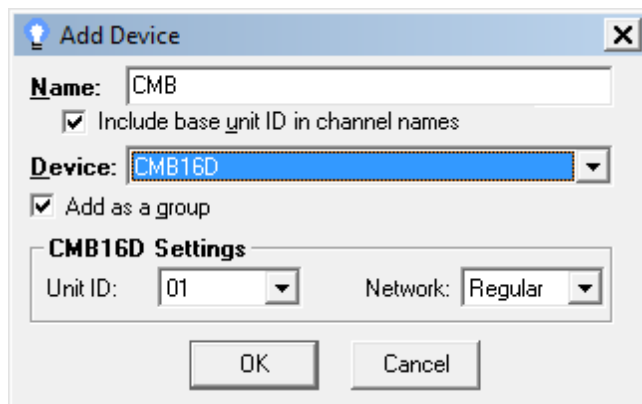 Add Device
Name: CMB
Include base unit ID in channel names
Device: CMB16D
Add as a group
CMB16D Settings
Unit ID: 01 Network: Regular
OK Cancel